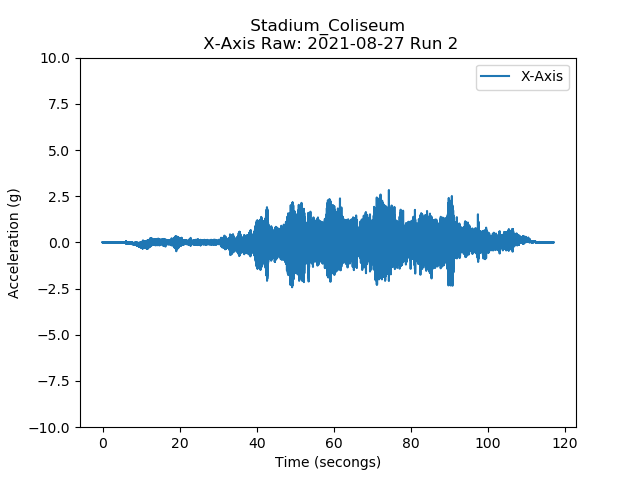 Stadium_Coliseum
X-Axis Raw: 2021-08-27 Run 2
X-Axis
10.0
7.5
5.0
2.5
0.0
−2.5
−5.0
−7.5
−10.0
Acceleration (g)
0 20 40 60 80 100 120
Time (secongs)